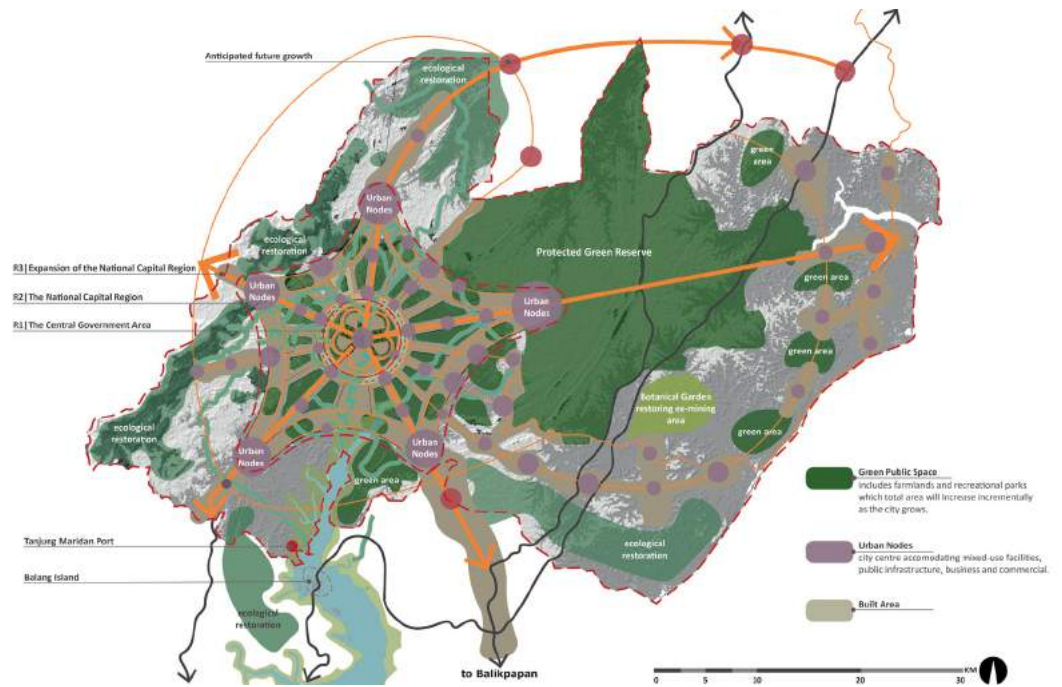 Anticipated future growth
ecological
restoration
green
area
Urban
Nodes
ecological
restoration
Protected Green Reserve
R3|Expansion of the National Capital Region
R2|The National Capital Region
R1|The Central Government Area
Urban
Nodes
Urban
Nodes
green area
green area
Botanical Garden
restoring ex-mining
area
ecological
restoration
Urban
Nodes
Urban
Nodes
green area
green area
Green Public Space
includes farmlands and recreational parks
which total area will increase incrementally
as the city grows.
Tanjung Maridan Port
ecological
restoration
Urban Nodes
city centre accomodating mixed-use facilities,
public infrastructure, business and commercial.
Balang Island
ecological
restoration
Built Area
to Balikpapan
KM
0 5 10 20 30